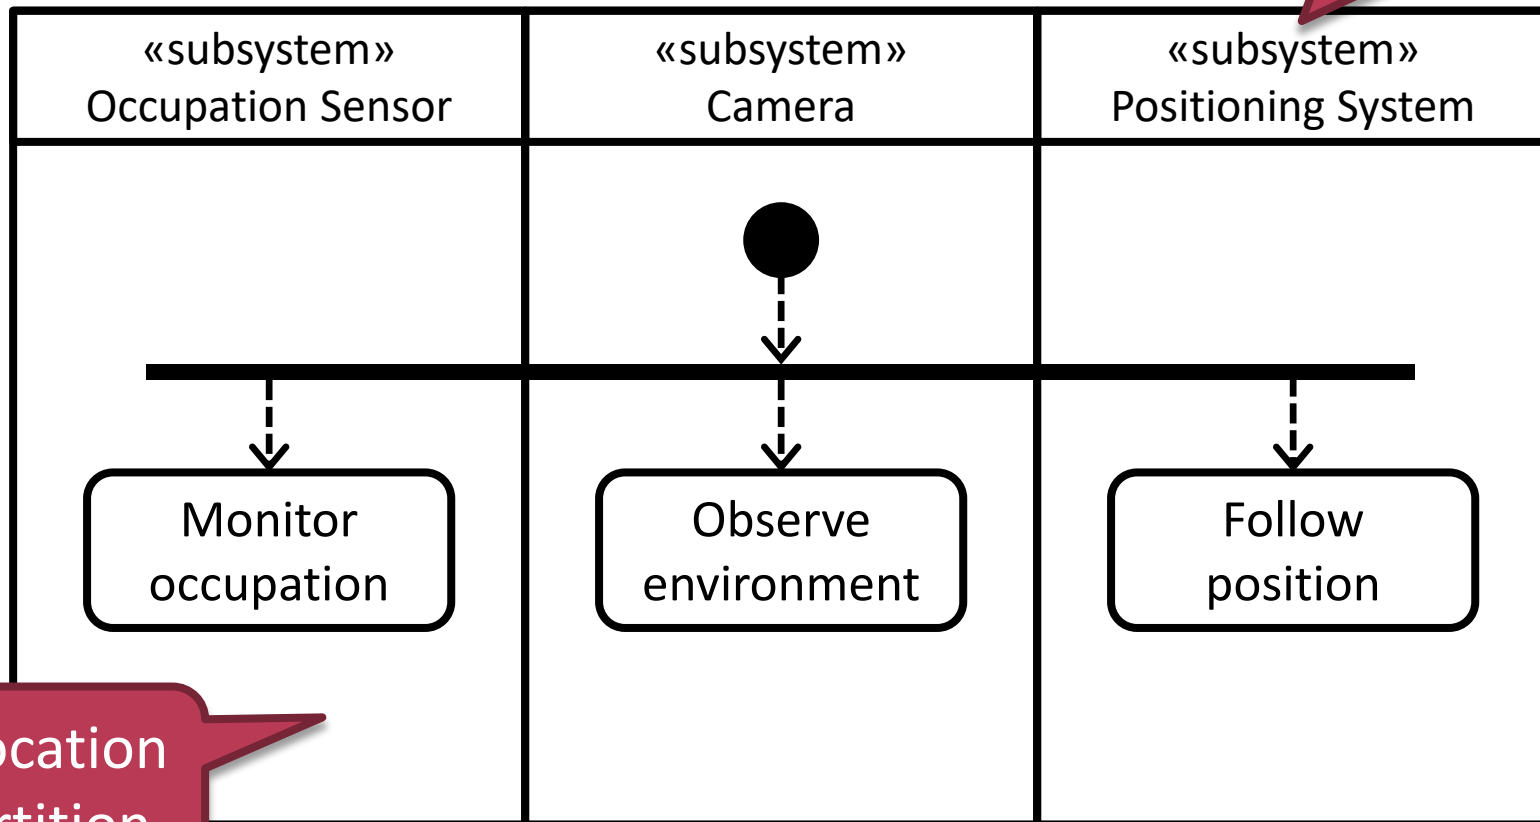 «subsystem»
Occupation Sensor
«subsystem»
Camera
«subsystem»
Positioning System
Monitor
occupation
Observe
environment
Follow
position